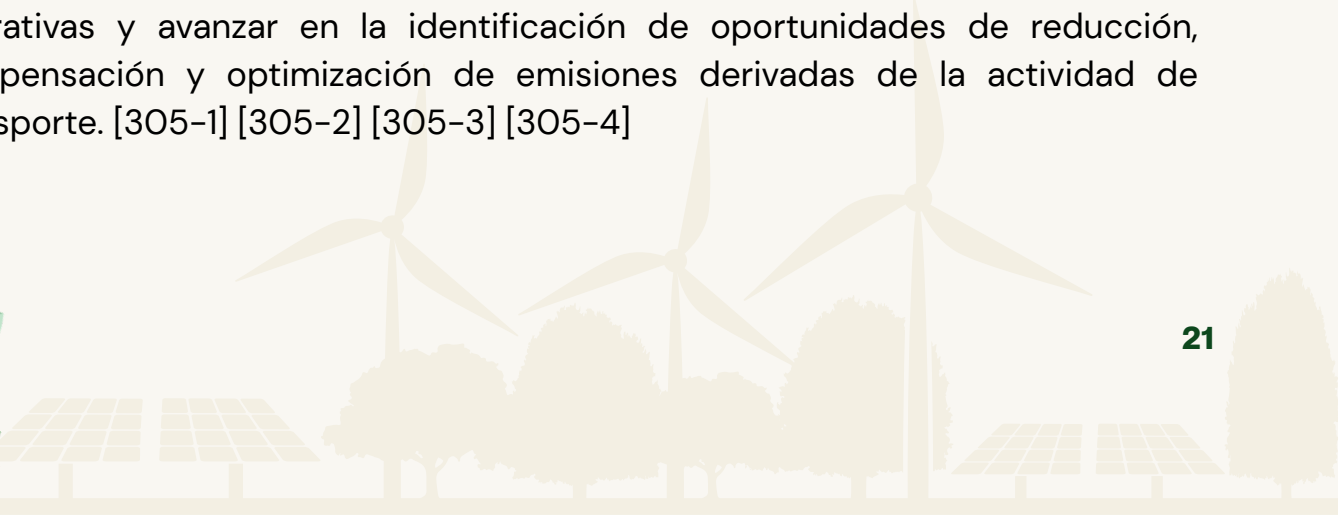 rativas y avanzar en la identificación de oportunidades de reducción,
pensación y optimización de emisiones derivadas de la actividad de
sporte. [305-1] [305-2] [305-3] [305-4]
21